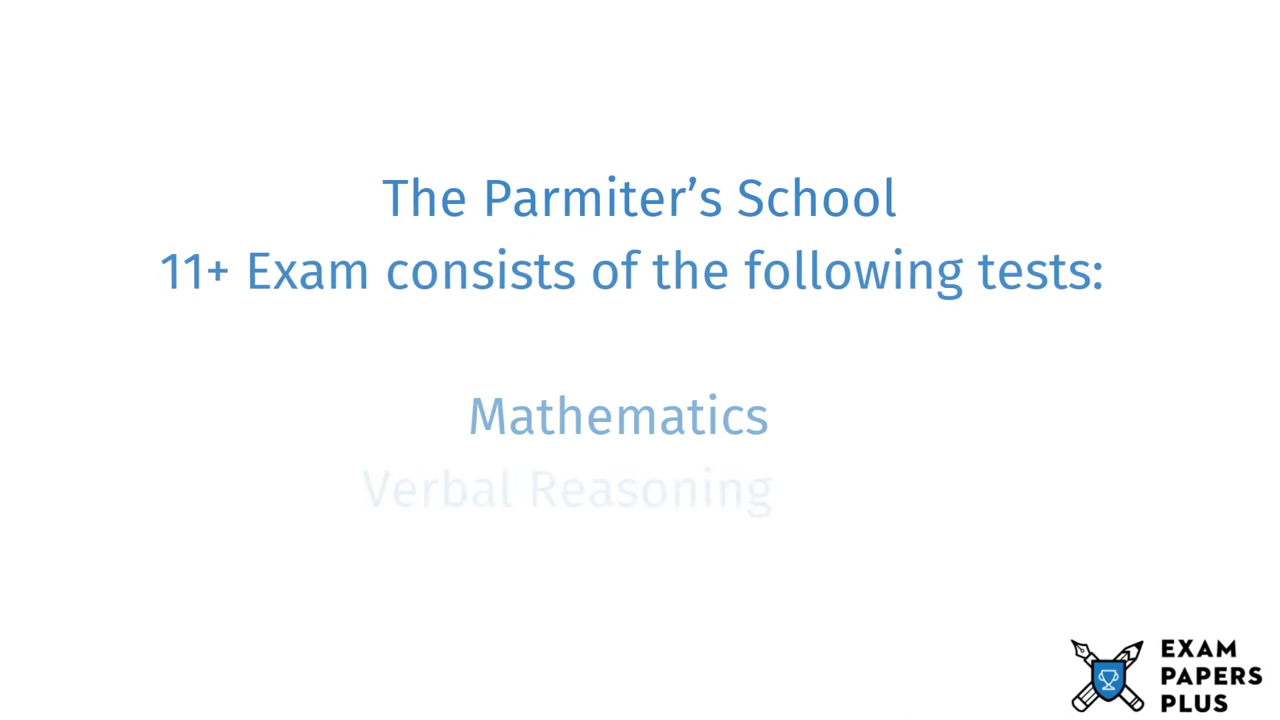 The Parmiter’s School
11+ Exam consists of the following tests:
Mathematics
Verbal Reasoning
EXAM
PAPERS
PLUS